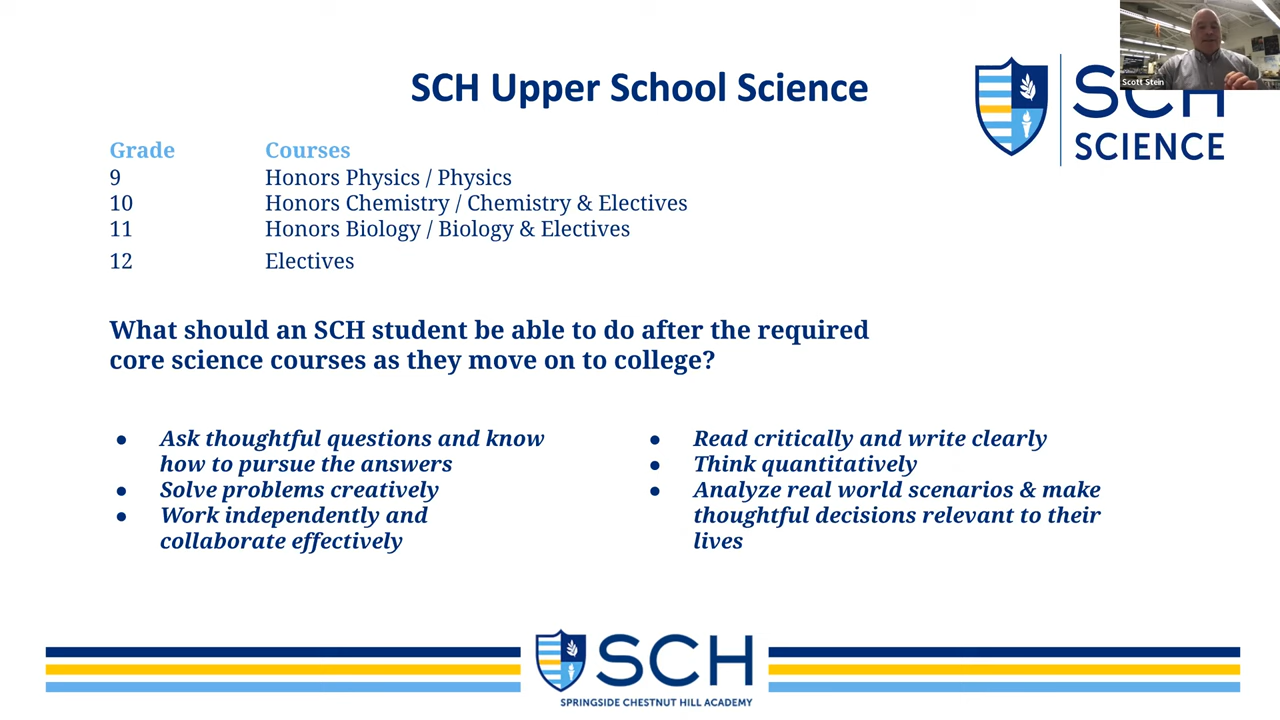 SCH Upper School Science
Scott Stein
SCH
SCIENCE
Grade Courses
9 Honors Physics / Physics
10 Honors Chemistry / Chemistry & Electives
11 Honors Biology / Biology & Electives
12 Electives
What should an SCH student be able to do after the required
core science courses as they move on to college?
● Ask thoughtful questions and know
how to pursue the answers
● Solve problems creatively
● Work independently and
collaborate effectively
● Read critically and write clearly
● Think quantitatively
● Analyze real world scenarios & make
thoughtful decisions relevant to their
lives
SCH
SPRINGSIDE CHESTNUT HILL ACADEMY